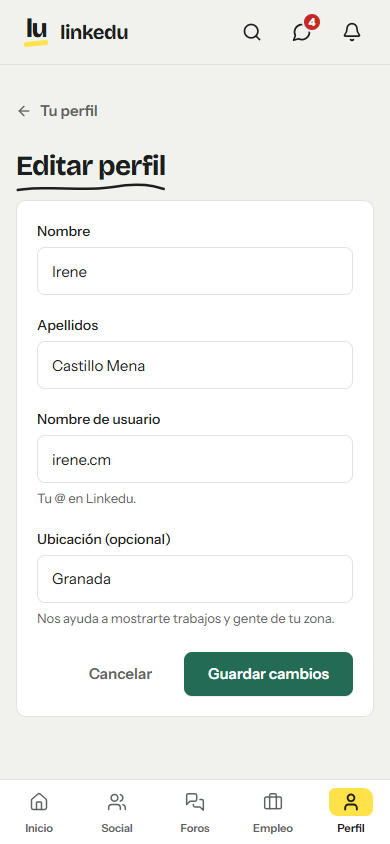 lu linkedu 4
Tu perfil
Editar perfil
Nombre
Irene
Apellidos
Castillo Mena
Nombre de usuario
irene.cm
Tu @ en Linkedu.
Ubicación (opcional)
Granada
Nos ayuda a mostrarte trabajos y gente de tu zona.
Cancelar Guardar cambios
Inicio Social Foros Empleo Perfil